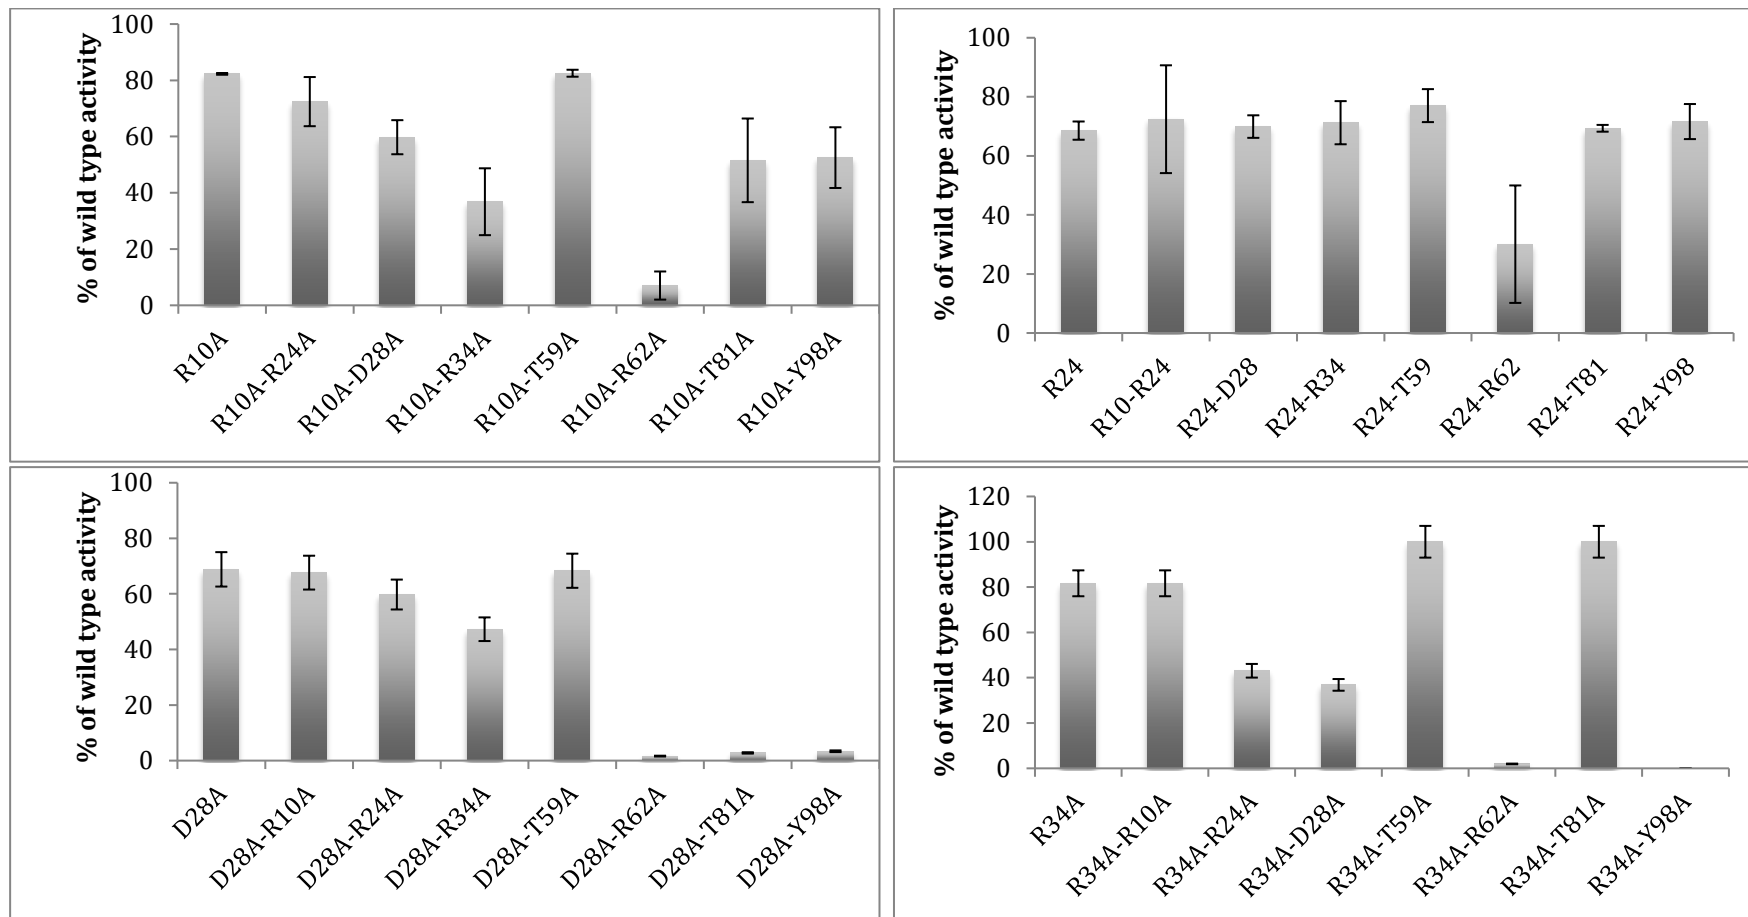 % of wild type activity
100
80
60
40
20
0
R10A
R10A-R24A
R10A-D28A
R10A-R34A
R10A-T59A
R10A-R62A
R10A-T81A
R10A-Y98A
% of wild type activity
100
80
60
40
20
0
R24
R10-R24
R24-D28
R24-R34
R24-T59
R24-R62
R24-T81
R24-Y98
% of wild type activity
100
80
60
40
20
0
D28A
D28A-R10A
D28A-R24A
D28A-R34A
D28A-T59A
D28A-R62A
D28A-T81A
D28A-Y98A
% of wild type activity
120
100
80
60
40
20
0
R34A
R34A-R10A
R34A-R24A
R34A-D28A
R34A-T59A
R34A-R62A
R34A-T81A
R34A-Y98A